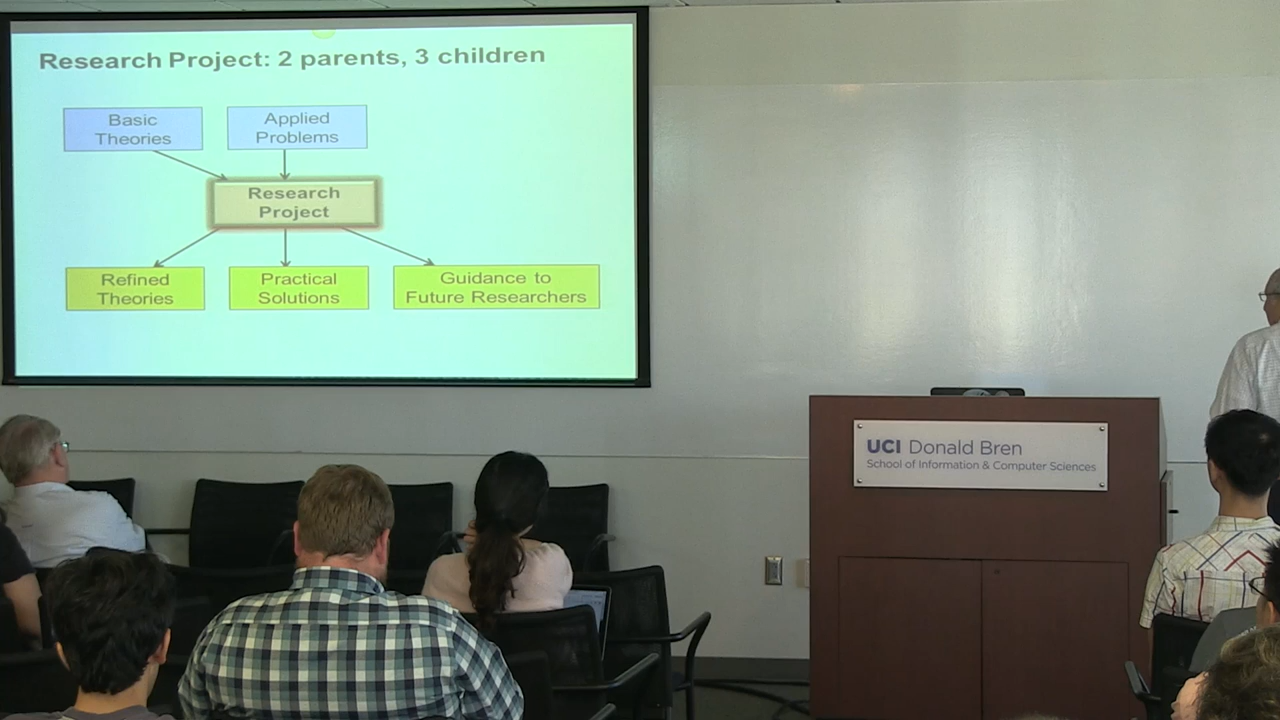 Research Project: 2 parents, 3 children
Basic
Theories
Applied
Problems
Research
Project
Refined
Theories
Practical
Solutions
Guidance to
Future Researchers
UCI Donald Bren
School of Information & Computer Sciences